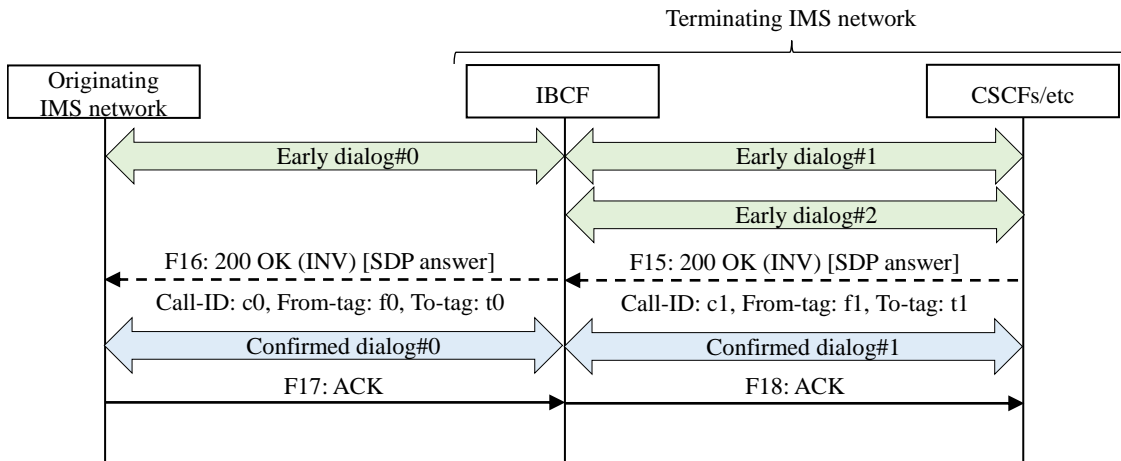 Terminating IMS network
Originating
IMS network
IBCF
CSCFs/etc
Early dialog#0
Early dialog#1
Early dialog#2
F16: 200 OK (INV) [SDP answer]
F15: 200 OK (INV) [SDP answer]
Call-ID: c0, From-tag: f0, To-tag: t0
Call-ID: c1, From-tag: f1, To-tag: t1
Confirmed dialog#0
Confirmed dialog#1
F17: ACK
F18: ACK